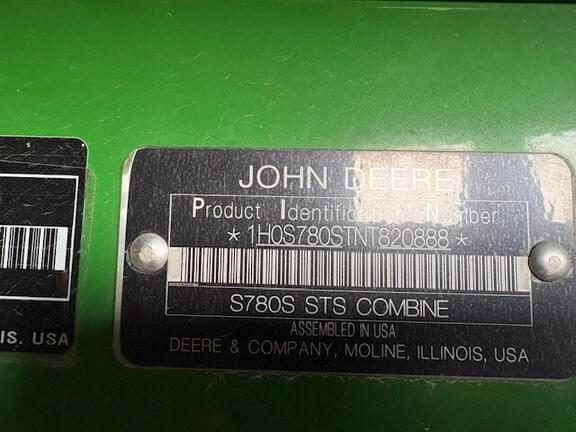 JOHN DEERE
Product Identification Number
*1H0S780STNT820888*
S780S STS COMBINE
ASSEMBLED IN USA
DEERE & COMPANY, MOLINE, ILLINOIS, USA
IS. USA